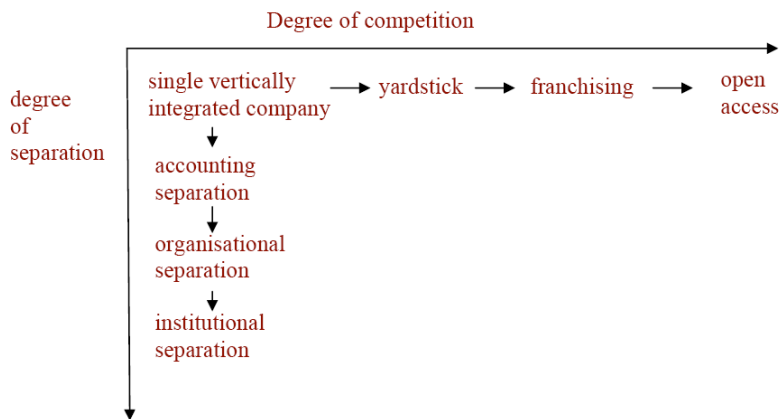 Degree of competition
degree
of
separation
single vertically
integrated company
yardstick
franchising
open
access
accounting
separation
organisational
separation
institutional
separation